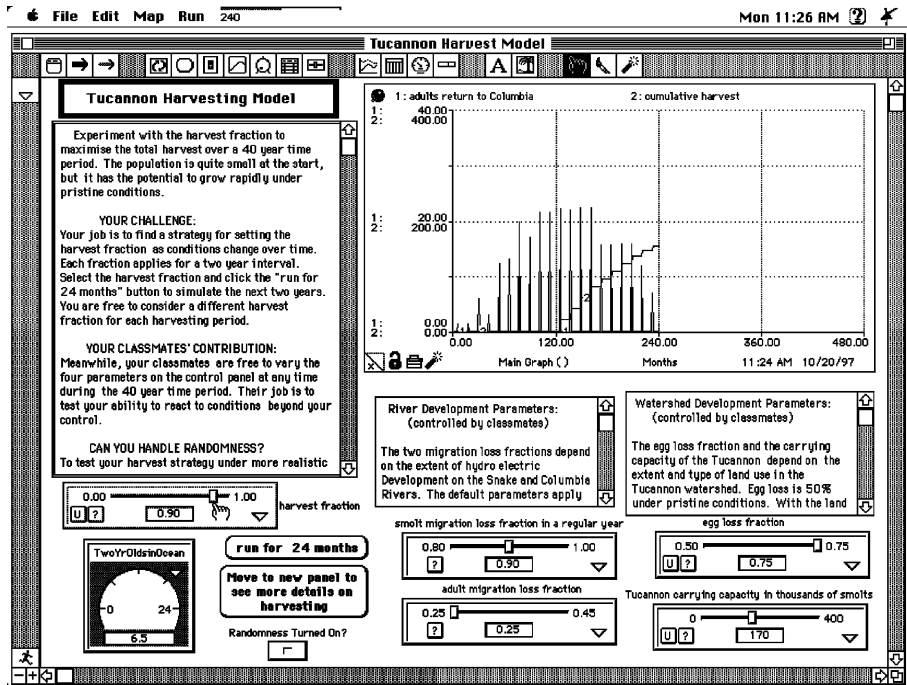 File Edit Map Run 240 Mon 11:26 AM
Tucannon Harvest Model
Tucannon Harvesting Model
Experiment with the harvest fraction to
maximise the total harvest over a 40 year time
period. The population is quite small at the start,
but it has the potential to grow rapidly under
pristine conditions.
YOUR CHALLENGE:
Your job is to find a strategy for setting the
harvest fraction as conditions change over time.
Each fraction applies for a two year interval.
Select the harvest fraction and click the "run for
24 months" button to simulate the next two years.
You are free to consider a different harvest
fraction for each harvesting period.
YOUR CLASSMATES' CONTRIBUTION:
Meanwhile, your classmates are free to vary the
four parameters on the control panel at any time
during the 40 year time period. Their job is to
test your ability to react to conditions beyond your
control.
CAN YOU HANDLE RANDOMNESS?
To test your harvest strategy under more realistic
1: adults return to Columbia 2: cumulative harvest
1: 40.00
2: 400.00
1: 20.00
2: 200.00
1: 0.00
2: 0.00
1 2 1 2
0.00 120.00 240.00 360.00 480.00
Main Graph () Months 11:24 AM 10/20/97
River Development Parameters:
(controlled by classmates)
The two migration loss fractions depend
on the extent of hydro electric
Development on the Snake and Columbia
Rivers. The default parameters apply
Watershed Development Parameters:
(controlled by classmates)
The egg loss fraction and the carrying
capacity of the Tucannon depend on the
extent and type of land use in the
Tucannon watershed. Egg loss is 50%
under pristine conditions. With the land
0.00 1.00
U ? 0.90
harvest fraction
TwoYrOldsinOcean
0 24
6.5
run for 24 months
Move to new panel to
see more details on
harvesting
Randomness Turned On?
smolt migration loss fraction in a regular year
0.80 1.00
? 0.90
adult migration loss fraction
0.25 0.45
? 0.25
egg loss fraction
0.50 0.75
U ? 0.75
Tucannon carrying capacity in thousands of smolts
0 400
U ? 170